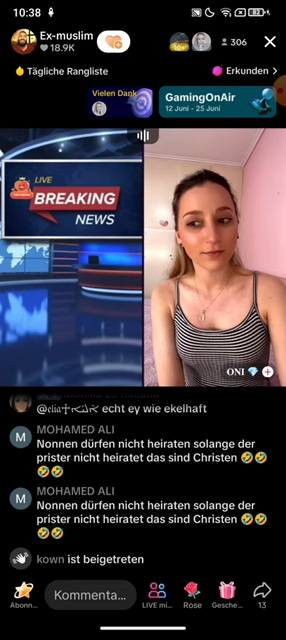 10:38
82
Ex-muslim
18.9K
306
Tägliche Rangliste
Erkunden >
Vielen Dank
GamingOnAir
12 Juni - 25 Juni
LIVE
BREAKING
NEWS
ONI 💎
echt ey wie ekelhaft
M
MOHAMED ALI
Nonnen dürfen nicht heiraten solange der
prister nicht heiratet das sind Christen 🤣🤣
🤣🤣
M
MOHAMED ALI
Nonnen dürfen nicht heiraten solange der
prister nicht heiratet das sind Christen 🤣🤣
🤣🤣
kown ist beigetreten
Abonn...
Kommenta...
LIVE mi...
Rose
Gesche...
13